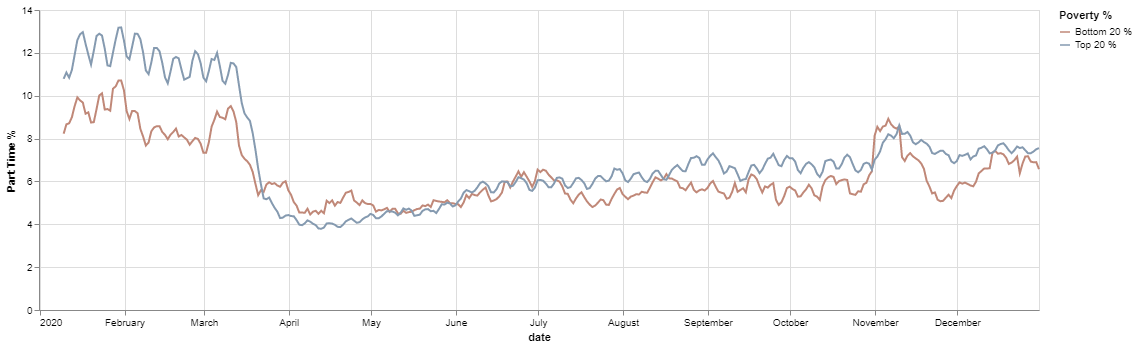 14
12
10
8
6
4
2
0
Part Time %
2020 February March April May June July August September October November December
date
Poverty %
Bottom 20 %
Top 20 %